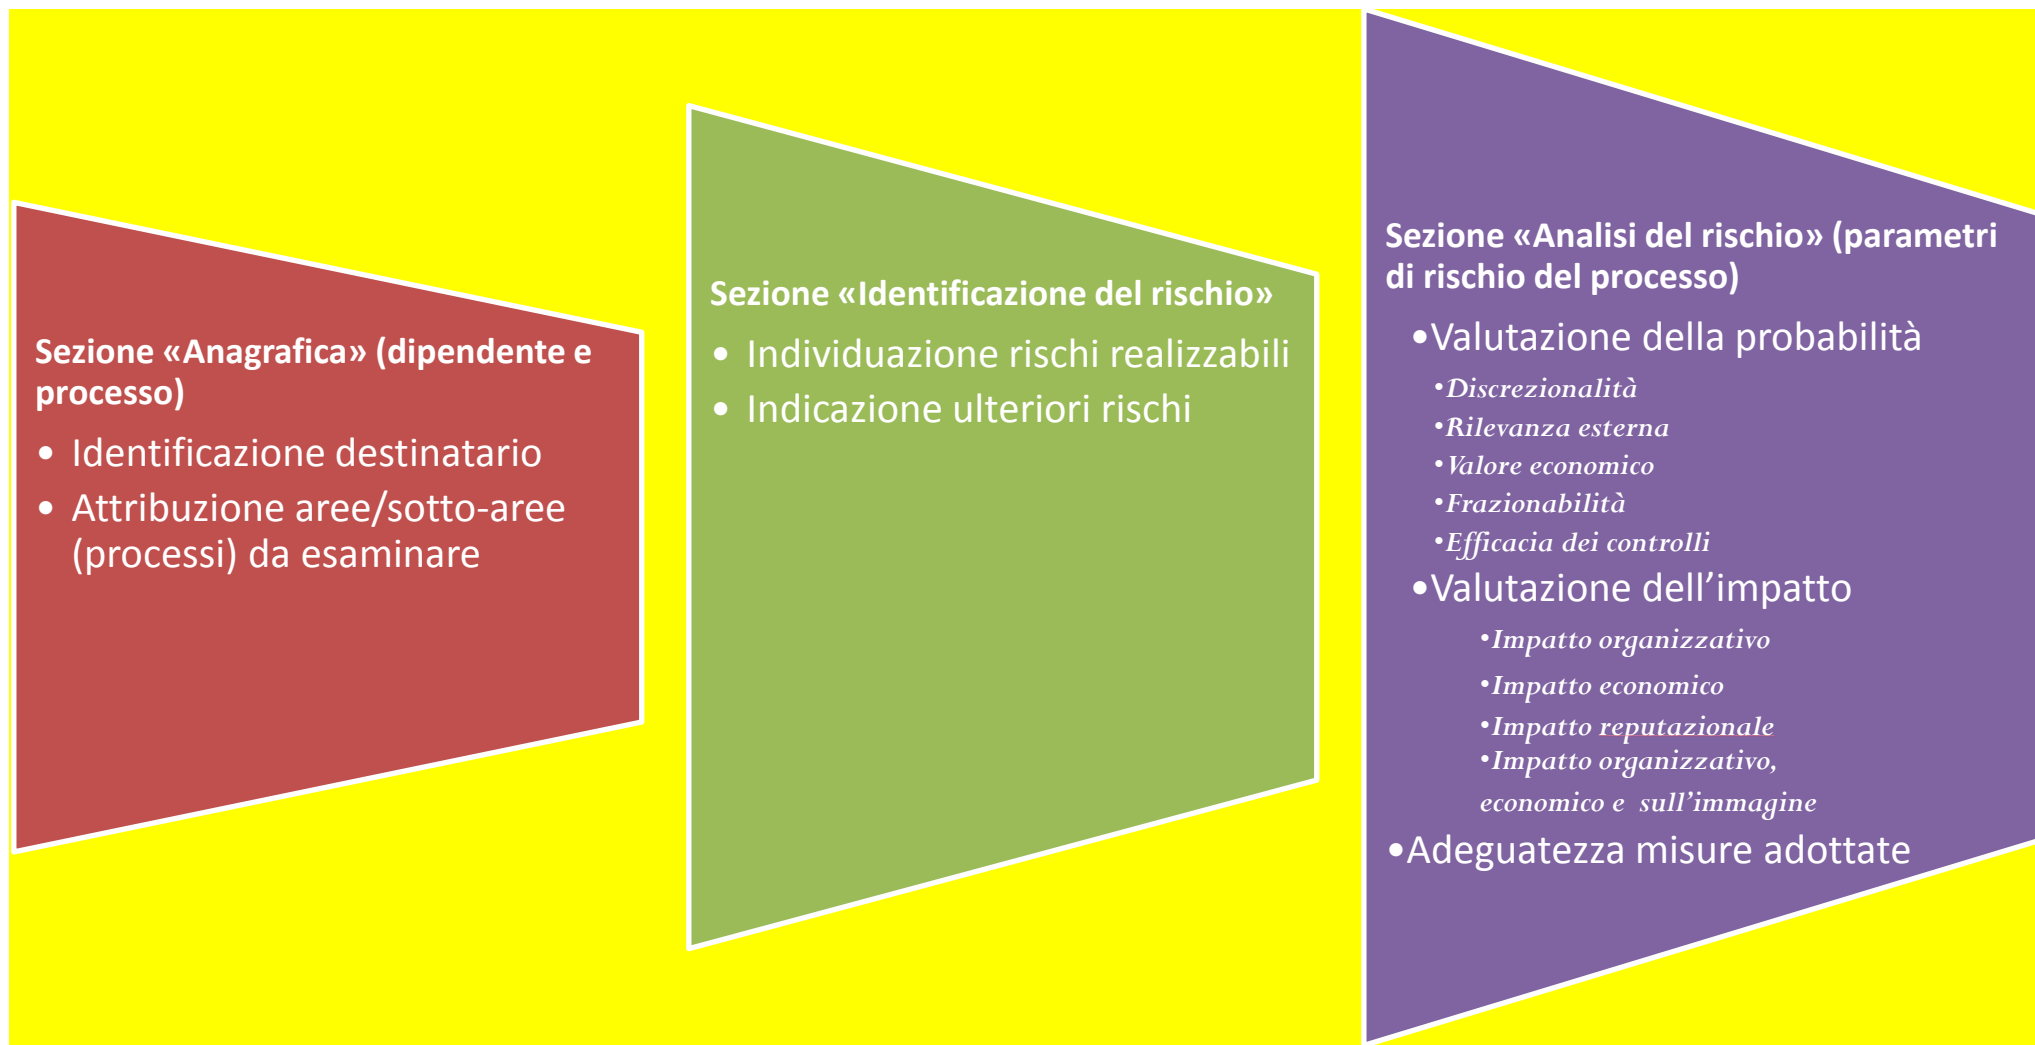 Sezione «Anagrafica» (dipendente e
processo)
• Identificazione destinatario
• Attribuzione aree/sotto-aree
(processi) da esaminare
Sezione «Identificazione del rischio»
• Individuazione rischi realizzabili
• Indicazione ulteriori rischi
Sezione «Analisi del rischio» (parametri
di rischio del processo)
•Valutazione della probabilità
•Discrezionalità
•Rilevanza esterna
•Valore economico
•Frazionabilità
•Efficacia dei controlli
•Valutazione dell’impatto
•Impatto organizzativo
•Impatto economico
•Impatto reputazionale
•Impatto organizzativo,
economico e sull’immagine
•Adeguatezza misure adottate